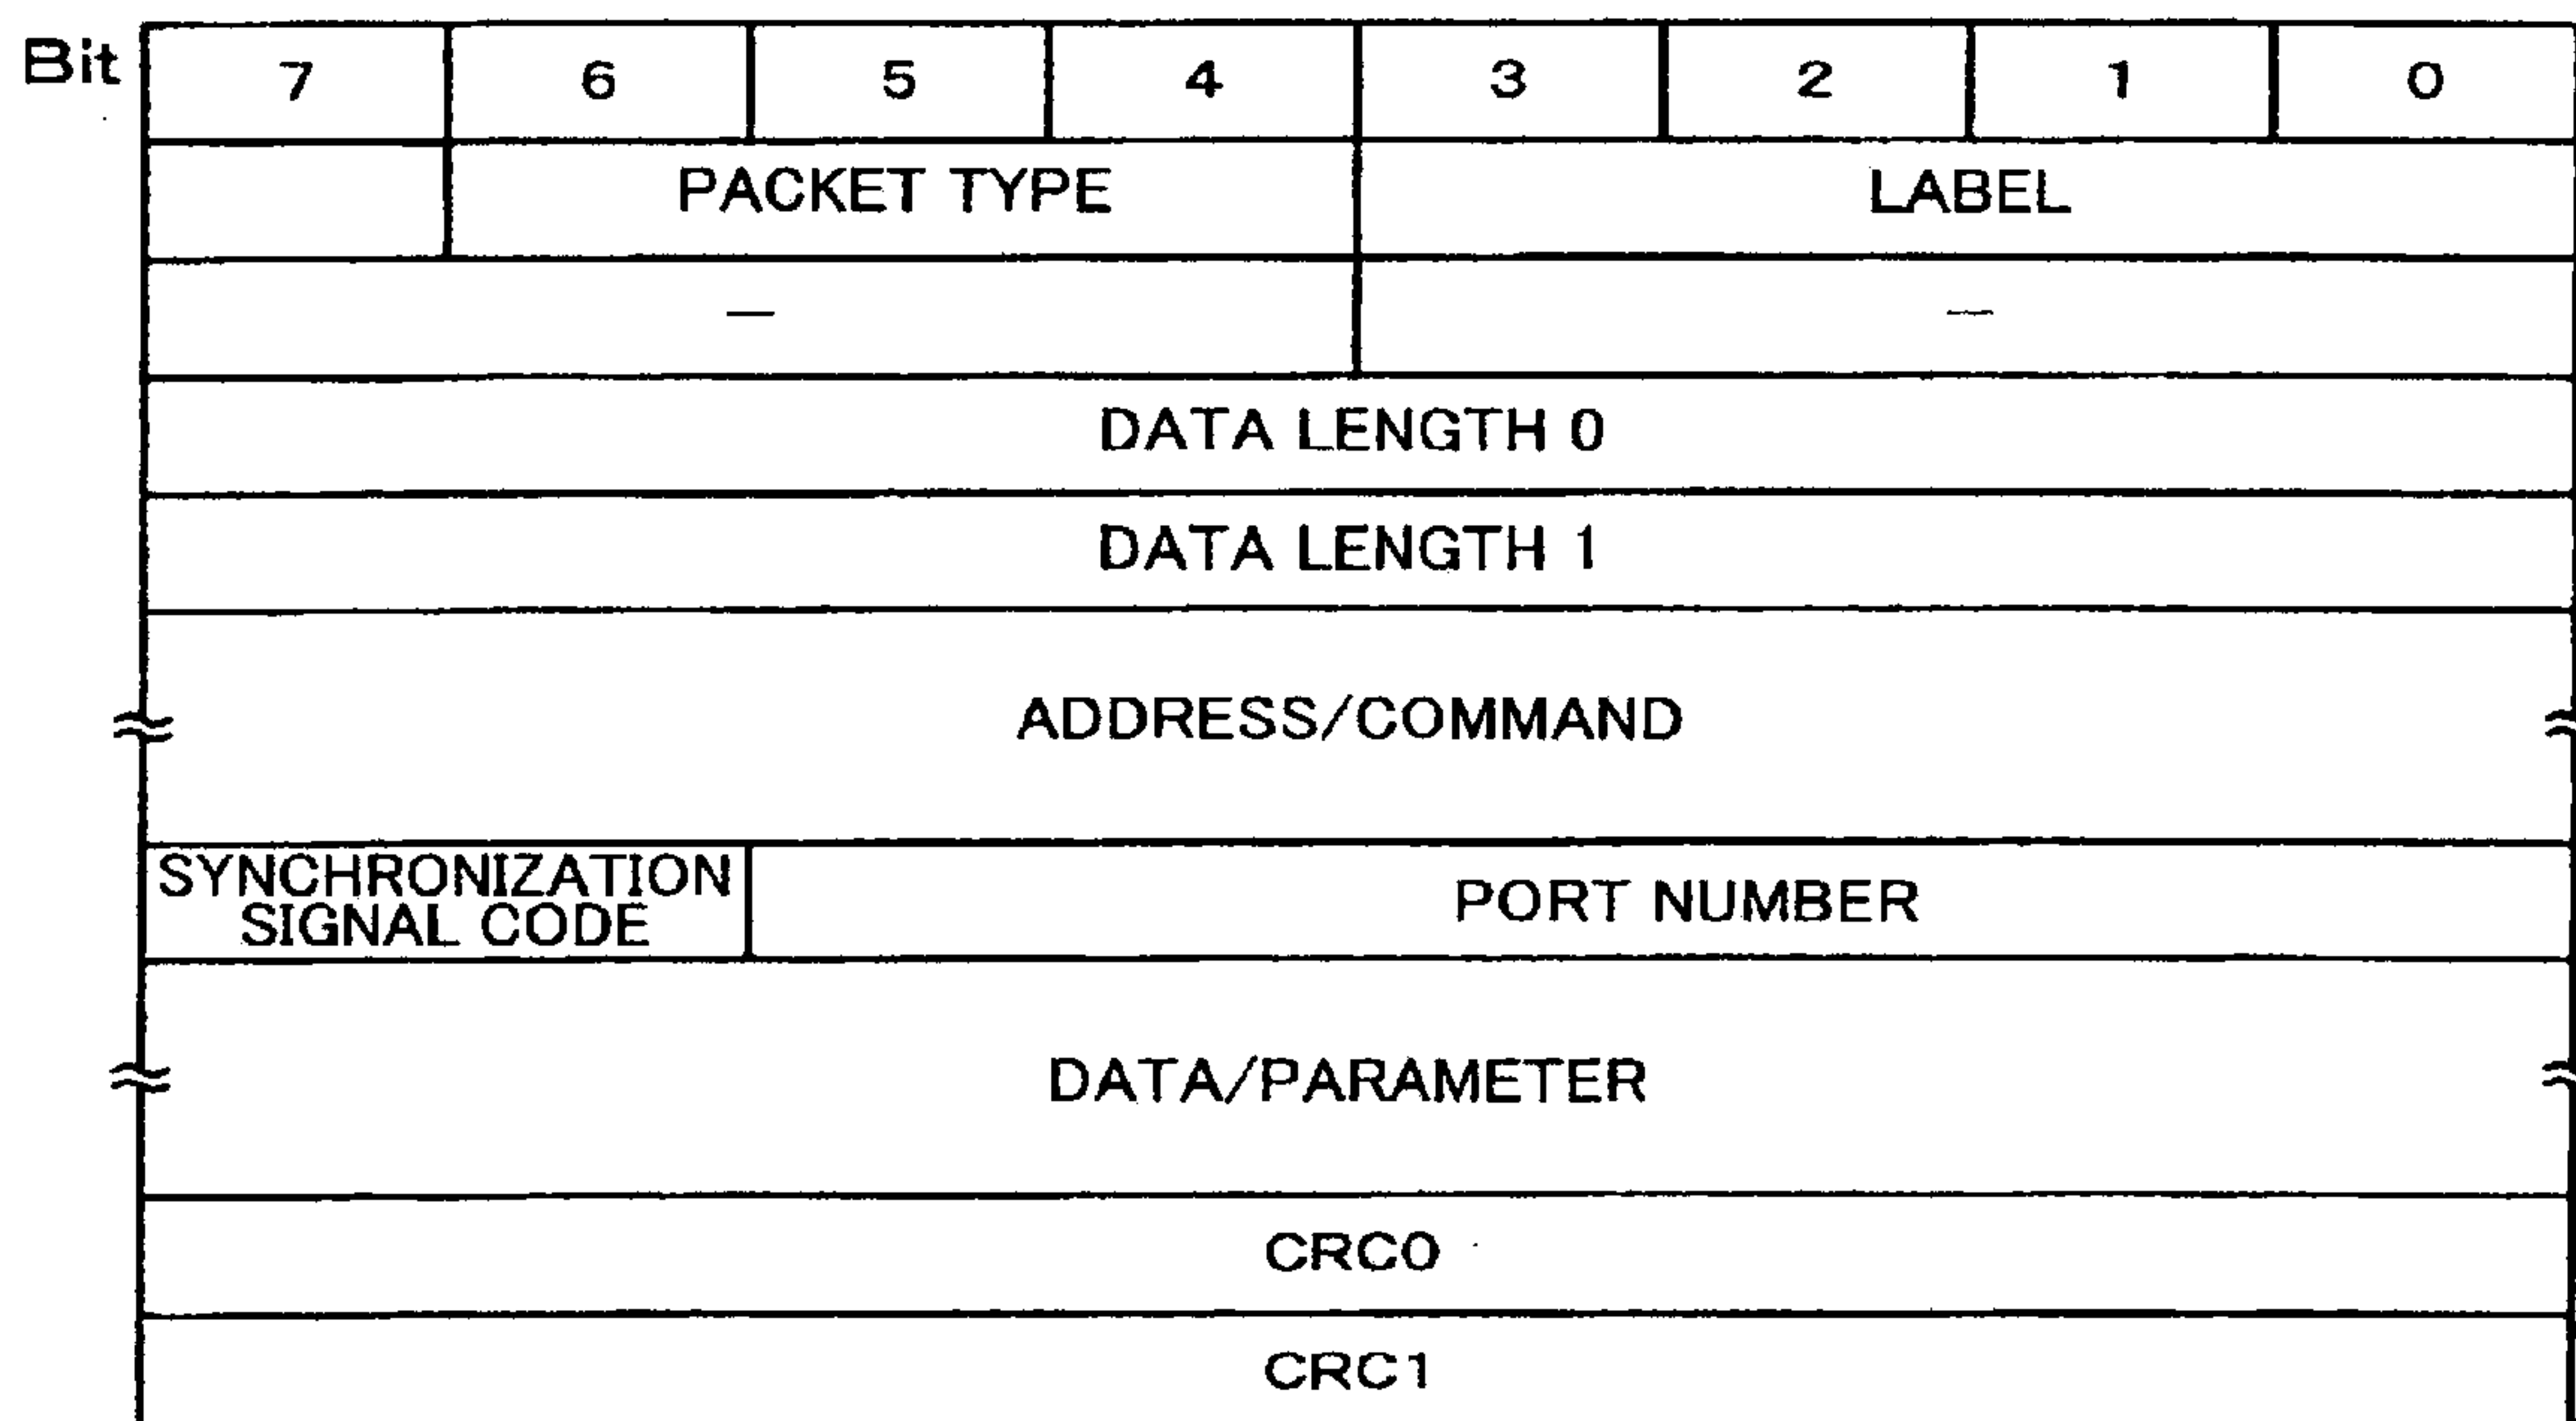 Bit 7 6 5 4 3 2 1 0
PACKET TYPE LABEL
— —
DATA LENGTH 0
DATA LENGTH 1
ADDRESS/COMMAND
SYNCHRONIZATION
SIGNAL CODE
PORT NUMBER
DATA/PARAMETER
CRC0
CRC1